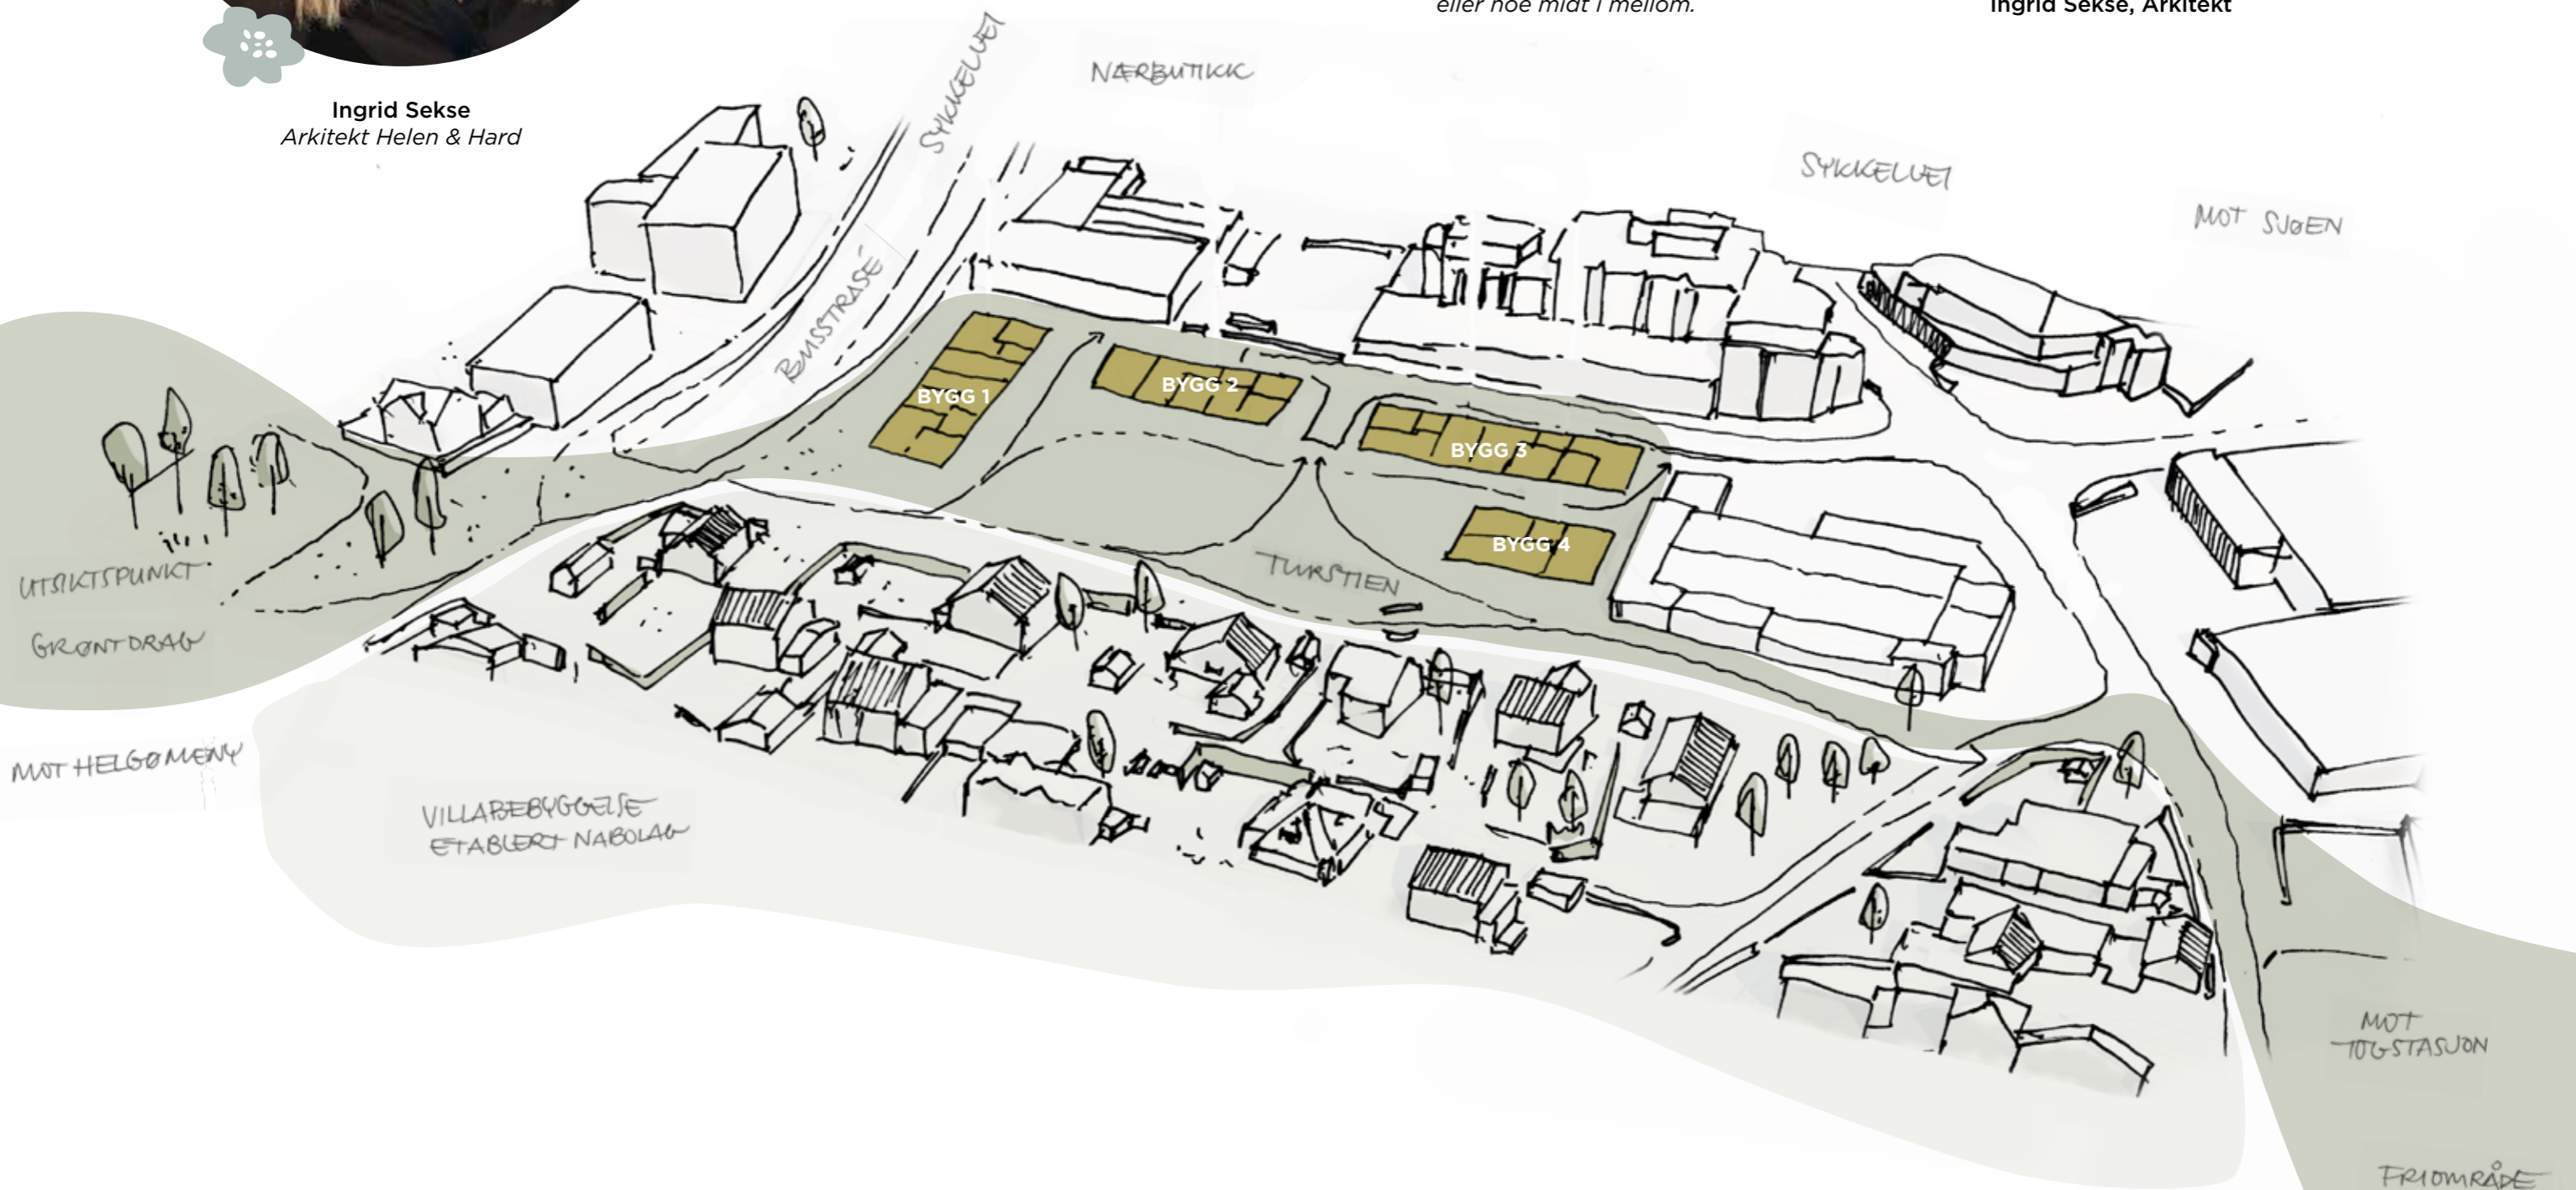 eller noe midt i mellom.
Ingrid Sekse, Arkitekt
Ingrid Sekse
Arkitekt Helen & Hard
SYKKELVEI
NÆRBUTIKK
SYKKELVEI
MOT SJØEN
BUSSTRASÉ
BYGG 1
BYGG 2
BYGG 3
BYGG 4
TURSTIEN
UTSIKTSPUNKT
GRØNTDRAG
MOT HELGØMENY
VILLABEBYGGELSE
ETABLERT NABOLAG
MOT
TOGSTASJON
FRIOMRÅDE